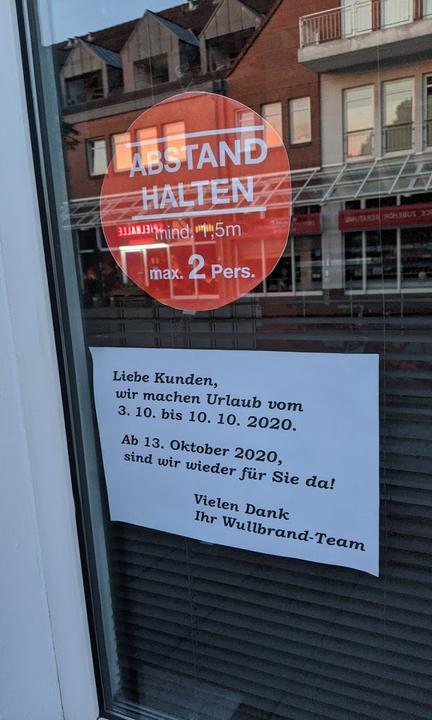 ABSTAND
HALTEN
mind. 1,5m
max. 2 Pers.
SPIELHALLE
Liebe Kunden,
wir machen Urlaub vom
3. 10. bis 10. 10. 2020.
Ab 13. Oktober 2020,
sind wir wieder für Sie da!
Vielen Dank
Ihr Wullbrand-Team